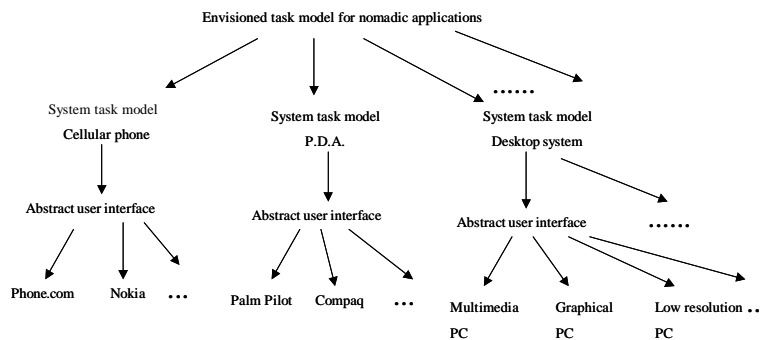 Envisioned task model for nomadic applications
......
System task model
Cellular phone
System task model
P.D.A.
System task model
Desktop system
Abstract user interface
Abstract user interface
Abstract user interface
......
Phone.com
Nokia
...
Palm Pilot
Compaq
...
Multimedia
PC
Graphical
PC
Low resolution
PC
..